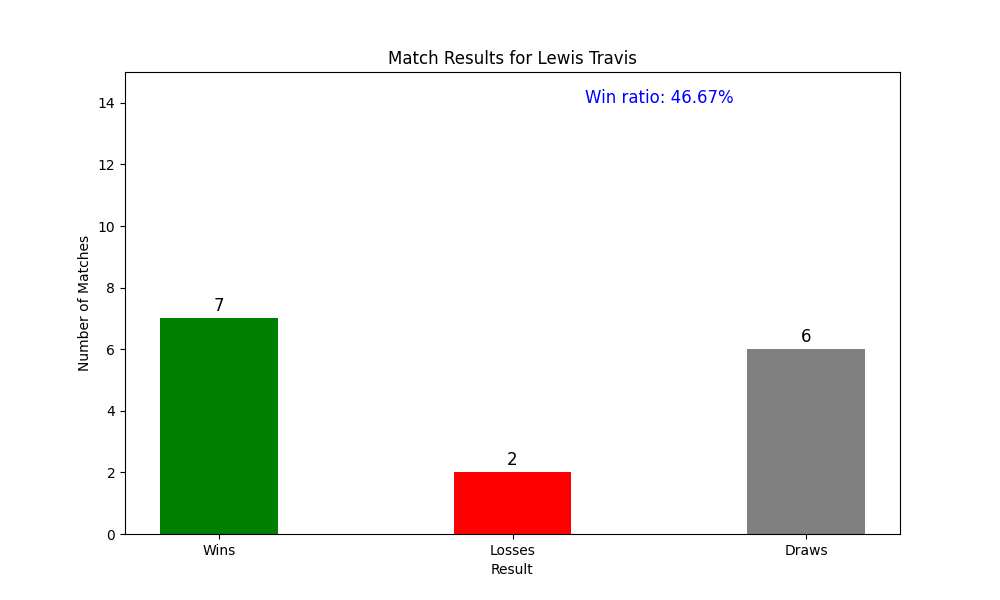 Match Results for Lewis Travis
Win ratio: 46.67%
14
12
10
8
6
4
2
0
Number of Matches
7
2
6
Wins
Losses
Draws
Result